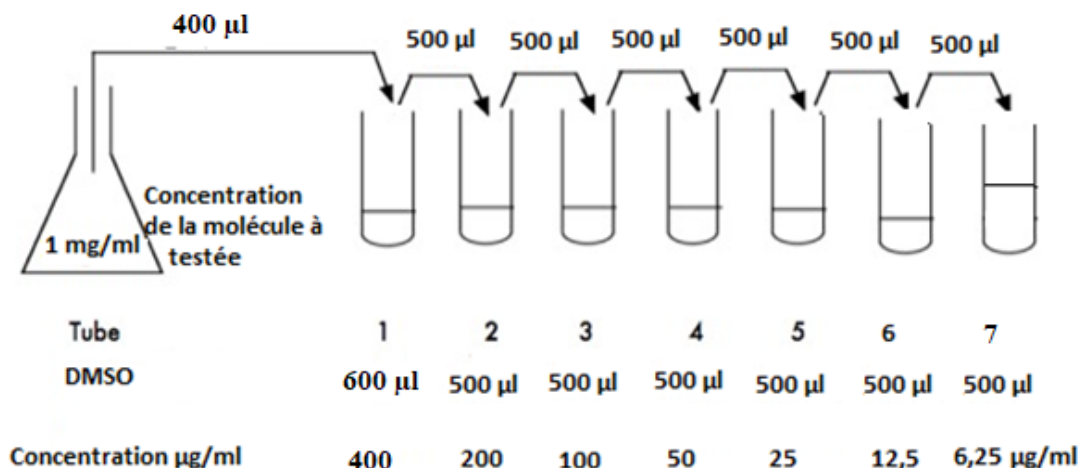 400 µl
500 µl 500 µl 500 µl 500 µl 500 µl 500 µl
Concentration
de la molécule à
testée
1 mg/ml
Tube 1 2 3 4 5 6 7
DMSO 600 µl 500 µl 500 µl 500 µl 500 µl 500 µl 500 µl
Concentration µg/ml 400 200 100 50 25 12,5 6,25 µg/ml